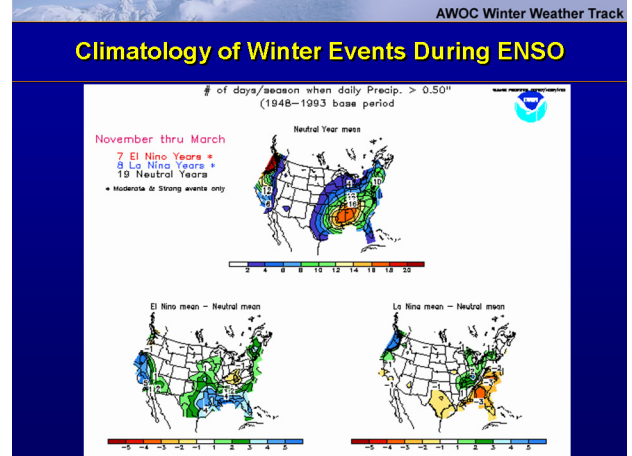 AWOC Winter Weather Track
Climatology of Winter Events During ENSO
# of days/season when daily Precip. > 0.50"
(1948-1993 base period
November thru March
7 El Nino Years *
8 La Nina Years *
19 Neutral Years
* Moderate & Strong events only
Neutral Year mean
2 4 6 8 10 12 14 16 18 20
El Nino mean - Neutral mean
La Nina mean - Neutral mean
-5 -4 -3 -2 -1 1 2 3 4 5
-5 -4 -3 -2 -1 1 2 3 4 5